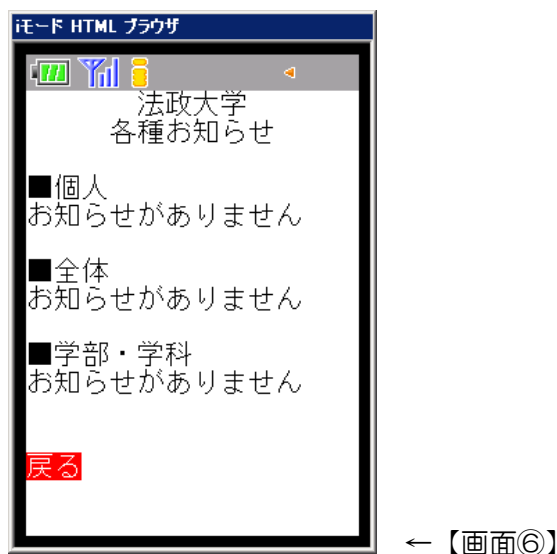 iモード HTML ブラウザ
法政大学
各種お知らせ
■個人
お知らせがありません
■全体
お知らせがありません
■学部・学科
お知らせがありません
戻る
←【画面⑥】